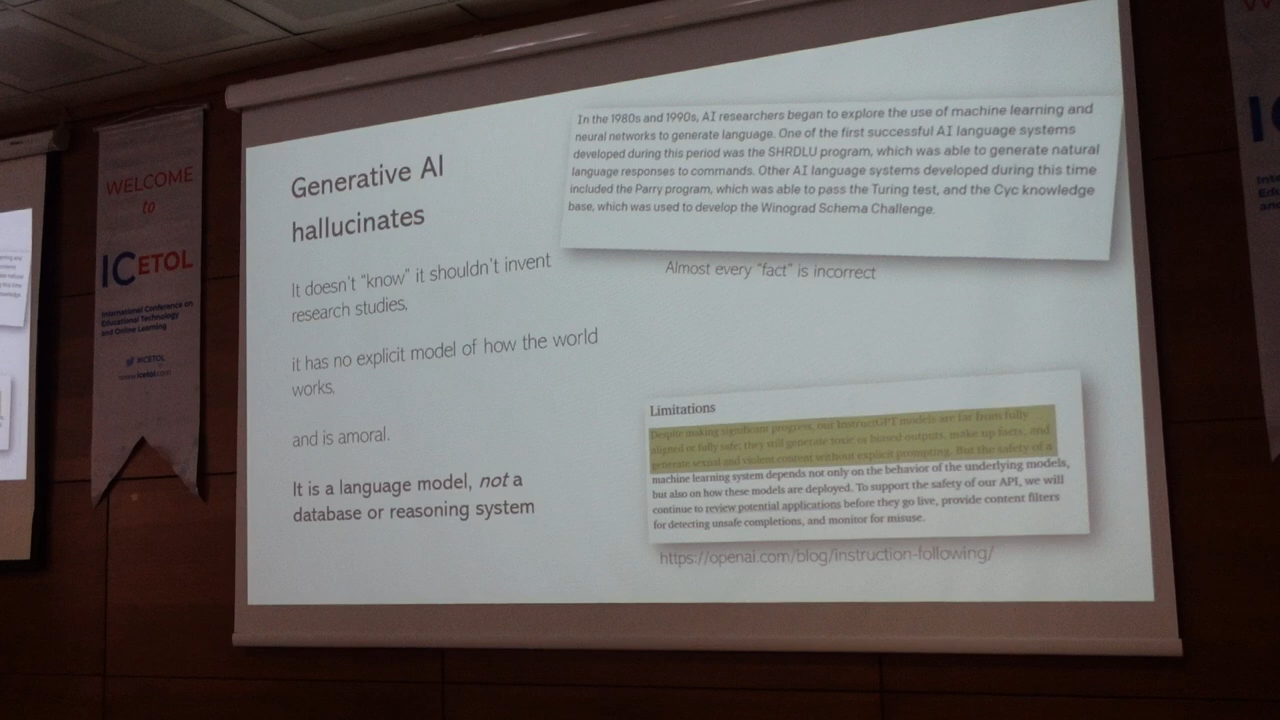 WELCOME
to
ICETOL
International Conference on
Educational Technology
and Online Learning
#ICETOL
www.icetol.com
Generative AI
hallucinates
It doesn't "know" it shouldn't invent
research studies,
it has no explicit model of how the world
works,
and is amoral.
It is a language model, not a
database or reasoning system
In the 1980s and 1990s, AI researchers began to explore the use of machine learning and
neural networks to generate language. One of the first successful AI language systems
developed during this period was the SHRDLU program, which was able to generate natural
language responses to commands. Other AI language systems developed during this time
included the Parry program, which was able to pass the Turing test, and the Cyc knowledge
base, which was used to develop the Winograd Schema Challenge.
Almost every "fact" is incorrect
Limitations
Despite making significant progress, our InstructGPT models are far from fully
aligned or fully safe; they still generate toxic or biased outputs, make up facts, and
generate sexual and violent content without explicit prompting. But the safety of a
machine learning system depends not only on the behavior of the underlying models,
but also on how these models are deployed. To support the safety of our API, we will
continue to review potential applications before they go live, provide content filters
for detecting unsafe completions, and monitor for misuse.
https://openai.com/blog/instruction-following/